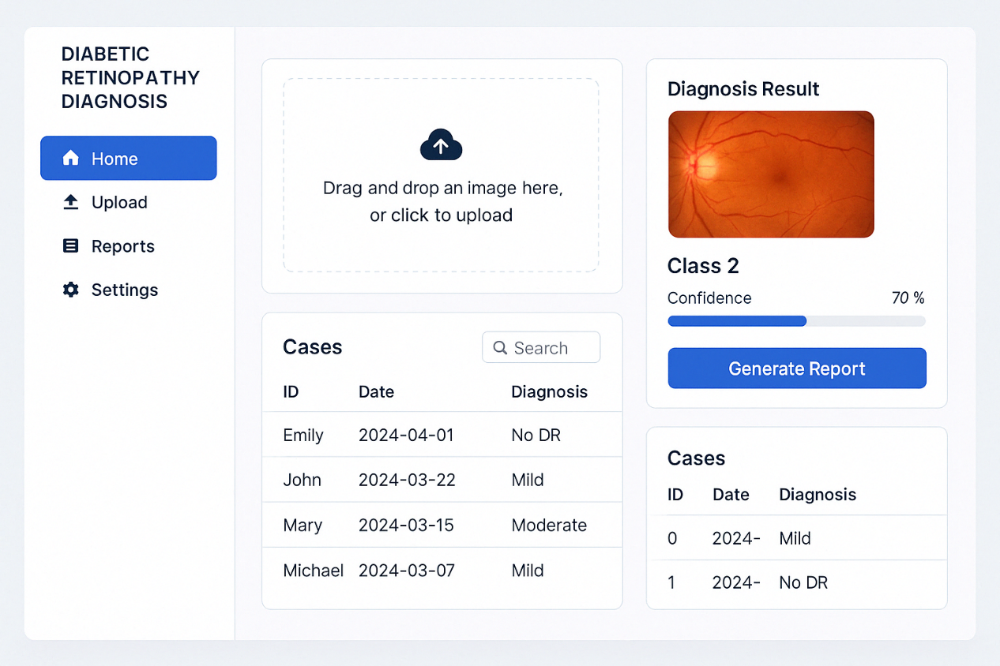 DIABETIC
RETINOPATHY
DIAGNOSIS
Home
Upload
Reports
Settings
Drag and drop an image here,
or click to upload
Cases
Search
ID Date Diagnosis
Emily 2024-04-01 No DR
John 2024-03-22 Mild
Mary 2024-03-15 Moderate
Michael 2024-03-07 Mild
Diagnosis Result
Class 2
Confidence 70 %
Generate Report
Cases
ID Date Diagnosis
0 2024- Mild
1 2024- No DR